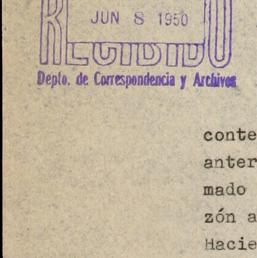 JUN 8 1950
RECIBIDO
Depto. de Correspondencia y Archivos
conte
anter
mado
zón a
Hacie